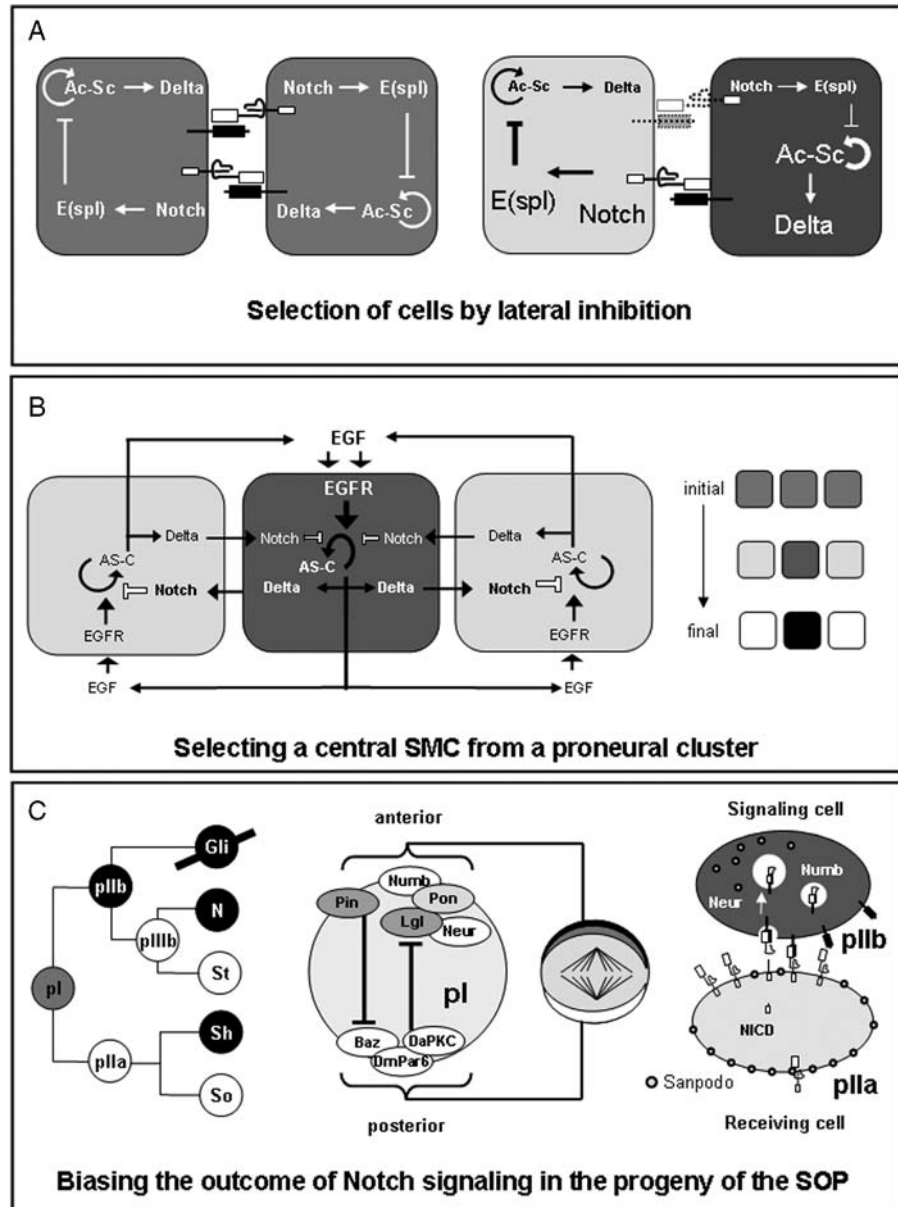 A
Ac-Sc Delta
Notch E(spl)
E(spl) Notch
Delta Ac-Sc
Ac-Sc Delta
Notch E(spl)
E(spl) Notch
Ac-Sc
Delta
Selection of cells by lateral inhibition
B
EGF
EGFR
Delta Notch Notch Delta
AS-C AS-C AS-C
Notch Delta Delta Notch
EGFR EGFR
EGF EGF
initial
final
Selecting a central SMC from a proneural cluster
C
Gli
pIIb
N
pIIIb
St
pI
Sh
pIIa
So
anterior
Numb
Pin Pon
Lgl
Neur
pI
Baz DaPKC
DmPar6
posterior
Signaling cell
Numb
Neur
pIIb
NICD
Sanpodo
pIIa
Receiving cell
Biasing the outcome of Notch signaling in the progeny of the SOP